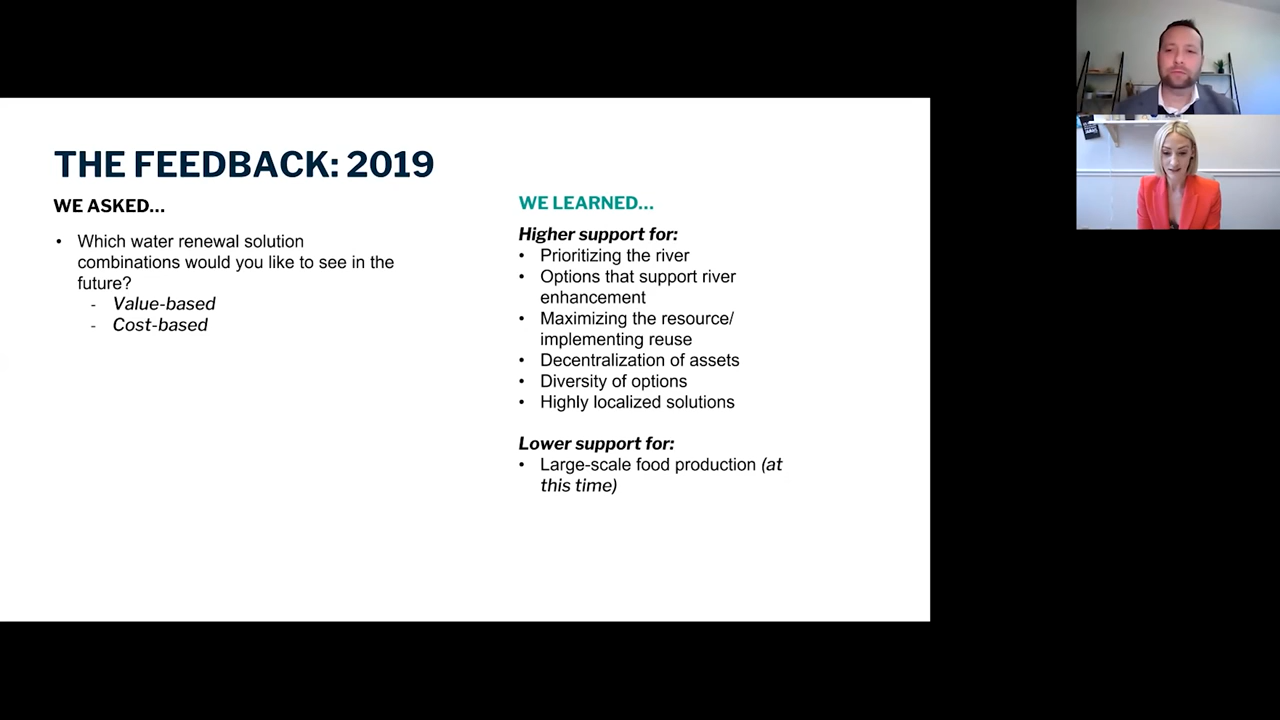 THE FEEDBACK: 2019
WE ASKED...
• Which water renewal solution
combinations would you like to see in the
future?
- Value-based
- Cost-based
WE LEARNED...
Higher support for:
• Prioritizing the river
• Options that support river
enhancement
• Maximizing the resource/
implementing reuse
• Decentralization of assets
• Diversity of options
• Highly localized solutions
Lower support for:
• Large-scale food production (at
this time)